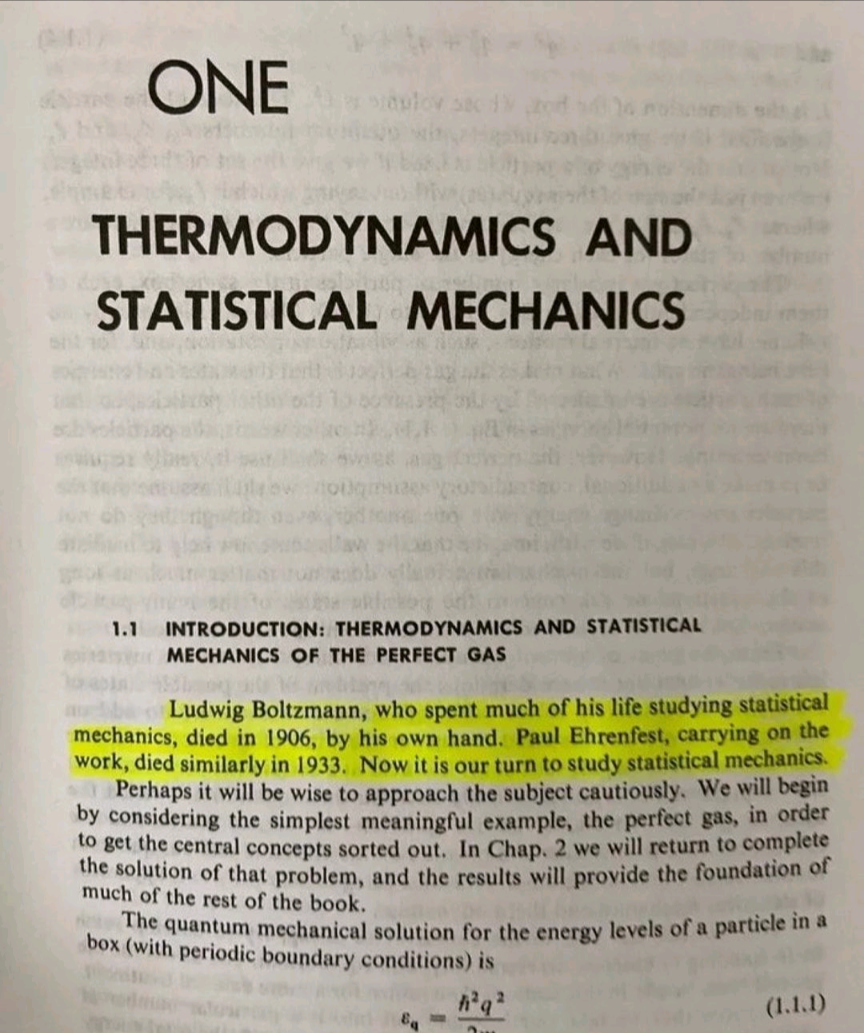 ONE
THERMODYNAMICS AND
STATISTICAL MECHANICS
1.1 INTRODUCTION: THERMODYNAMICS AND STATISTICAL
MECHANICS OF THE PERFECT GAS
Ludwig Boltzmann, who spent much of his life studying statistical
mechanics, died in 1906, by his own hand. Paul Ehrenfest, carrying on the
work, died similarly in 1933. Now it is our turn to study statistical mechanics.
Perhaps it will be wise to approach the subject cautiously. We will begin
by considering the simplest meaningful example, the perfect gas, in order
to get the central concepts sorted out. In Chap. 2 we will return to complete
the solution of that problem, and the results will provide the foundation of
much of the rest of the book.
The quantum mechanical solution for the energy levels of a particle in a
box (with periodic boundary conditions) is
ε_q = ħ²q² (1.1.1)